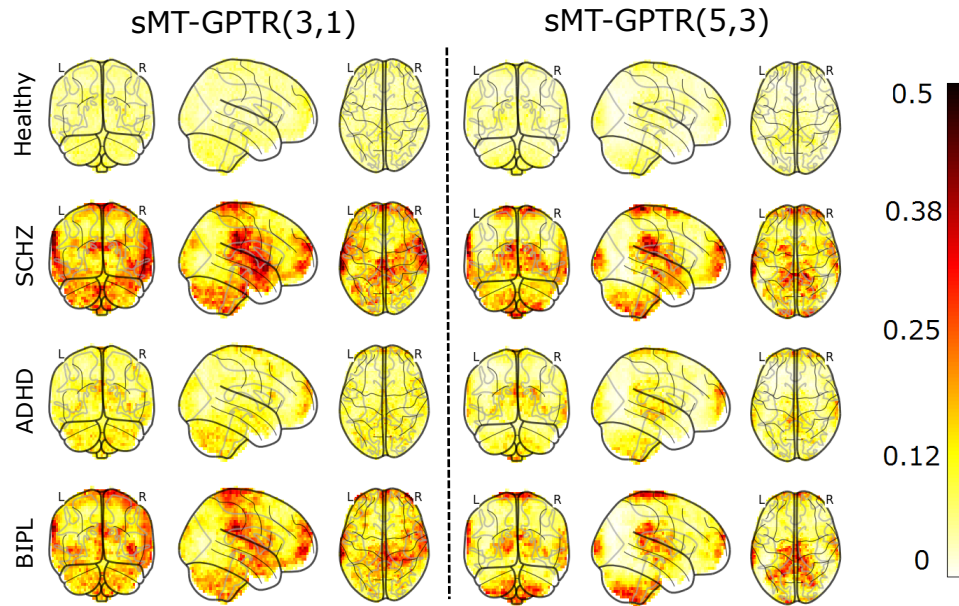 sMT-GPTR(3,1) sMT-GPTR(5,3)
Healthy L R L R
0.5
SCHZ L R L R
0.38
0.25
ADHD L R L R
0.12
BIPL L R L R
0